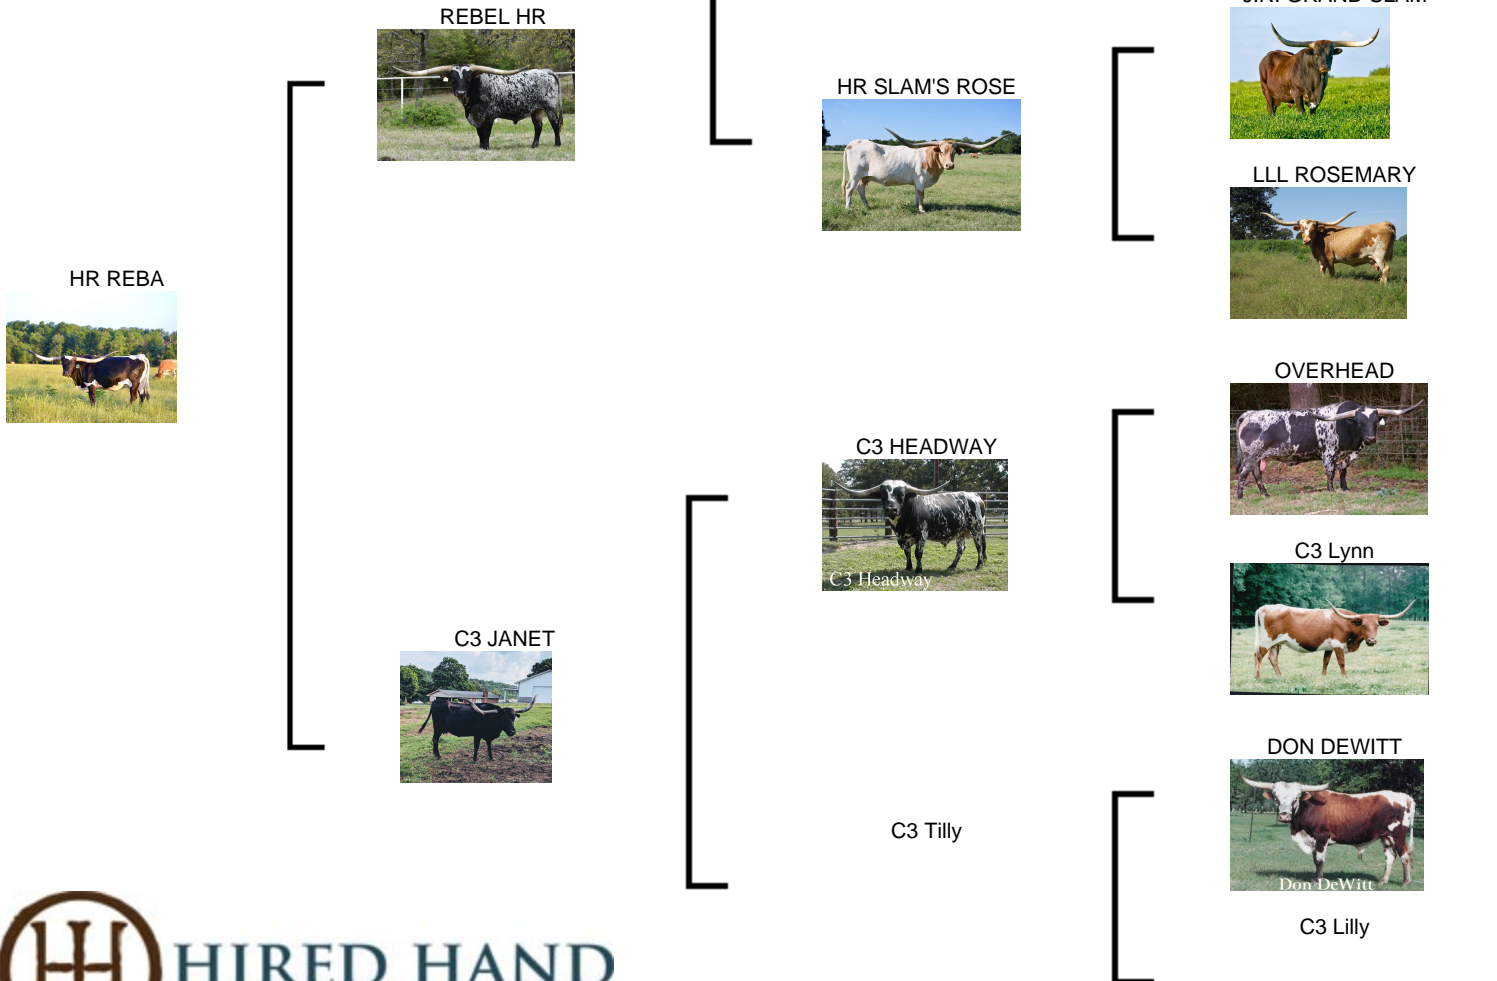 REBEL HR
HR SLAM'S ROSE
LLL ROSEMARY
HR REBA
OVERHEAD
C3 HEADWAY
C3 Headway
C3 Lynn
C3 JANET
DON DEWITT
Don DeWitt
C3 Tilly
C3 Lilly
HIRED HAND